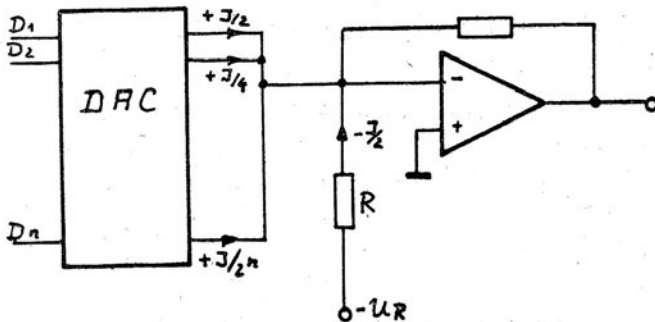 D1
D2
Dn
DAC
+I/2
+I/4
+I/2n
-I/2
R
-UR
-
+